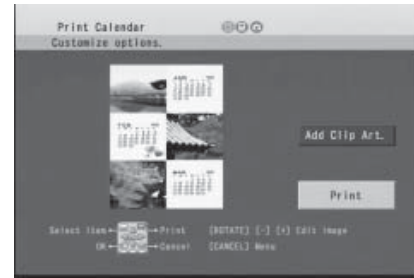 Print Calendar
Customize options.
Add Clip Art.
Print
Select item
Print
[ROTATE] [-] [+] Edit image
OK
Cancel
[CANCEL] Menu